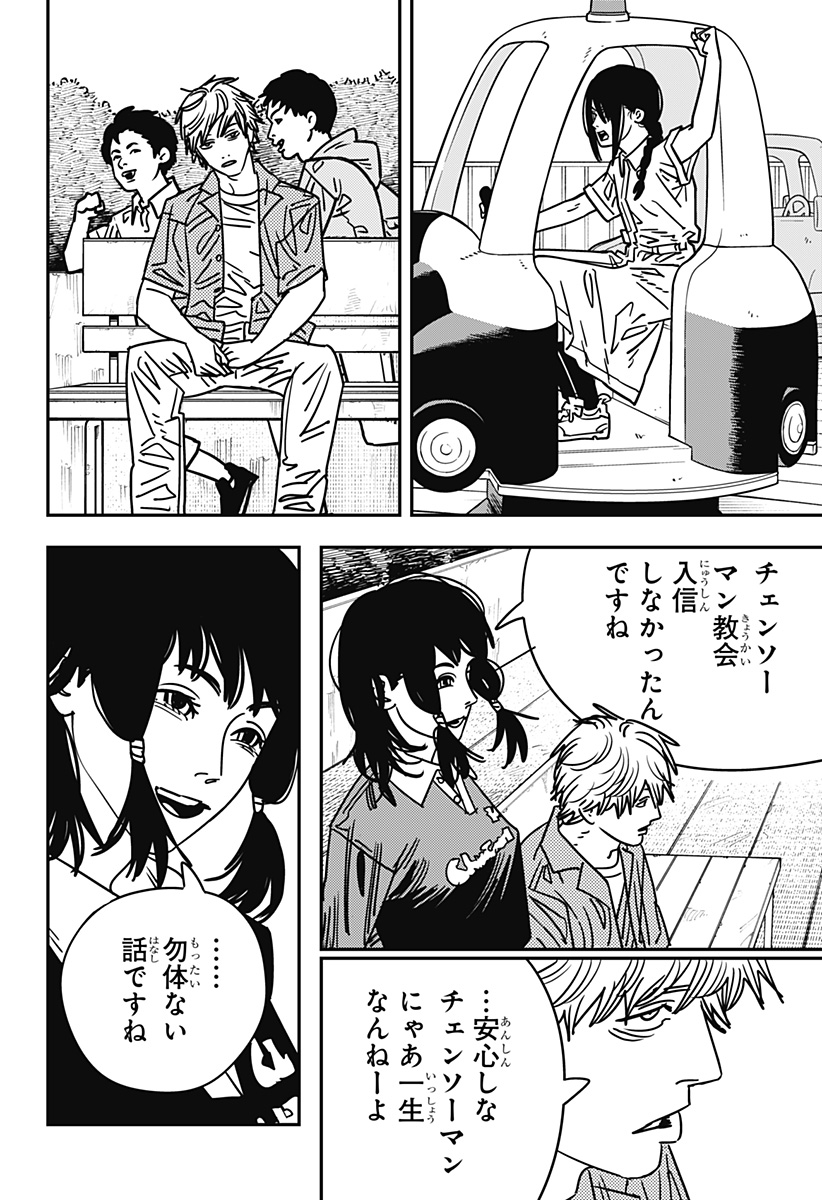 チェンソー
マン教会
入信
しなかったん
ですね
…安心しな
チェンソーマン
にゃあ一生
なんねーよ
……
勿体ない
話ですね